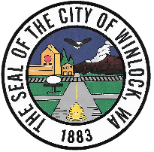 THE SEAL OF THE CITY OF WINLOCK, WA
1883